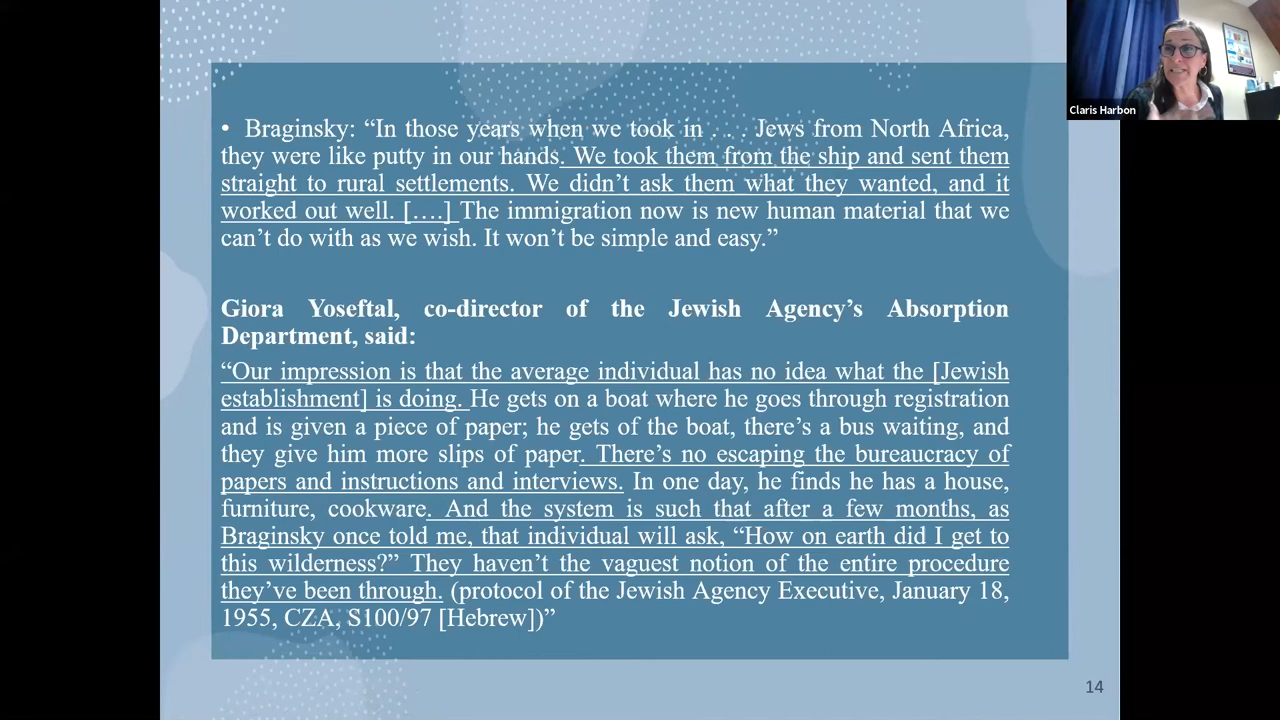 Claris Harbon
• Braginsky: “In those years when we took in . . . Jews from North Africa,
they were like putty in our hands. We took them from the ship and sent them
straight to rural settlements. We didn’t ask them what they wanted, and it
worked out well. [….] The immigration now is new human material that we
can’t do with as we wish. It won’t be simple and easy.”
Giora Yoseftal, co-director of the Jewish Agency’s Absorption
Department, said:
“Our impression is that the average individual has no idea what the [Jewish
establishment] is doing. He gets on a boat where he goes through registration
and is given a piece of paper; he gets of the boat, there’s a bus waiting, and
they give him more slips of paper. There’s no escaping the bureaucracy of
papers and instructions and interviews. In one day, he finds he has a house,
furniture, cookware. And the system is such that after a few months, as
Braginsky once told me, that individual will ask, “How on earth did I get to
this wilderness?” They haven’t the vaguest notion of the entire procedure
they’ve been through. (protocol of the Jewish Agency Executive, January 18,
1955, CZA, S100/97 [Hebrew])”
14